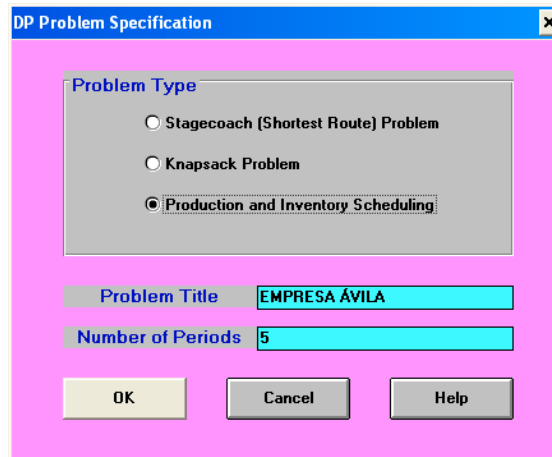 DP Problem Specification
Problem Type
Stagecoach (Shortest Route) Problem
Knapsack Problem
Production and Inventory Scheduling
Problem Title EMPRESA ÁVILA
Number of Periods 5
OK Cancel Help